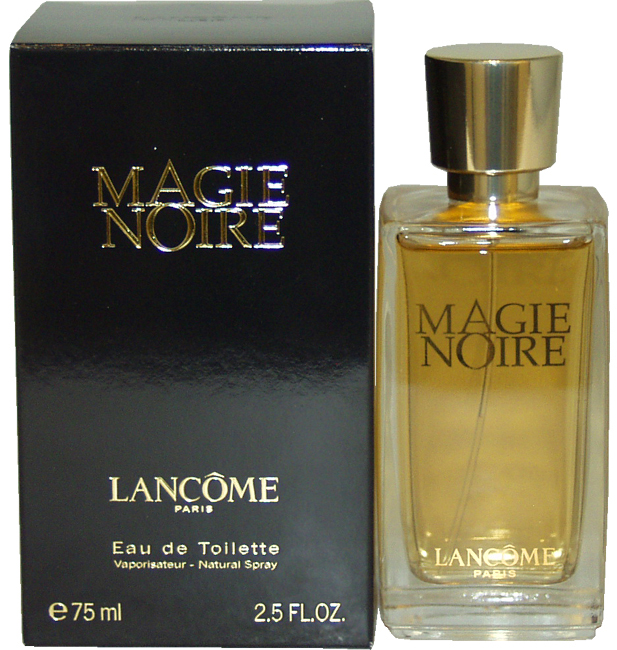 MAGIE
NOIRE
LANCÔME
PARIS
Eau de Toilette
Vaporisateur - Natural Spray
℮ 75 ml 2.5 FL.OZ.
MAGIE
NOIRE
LANCÔME
PARIS